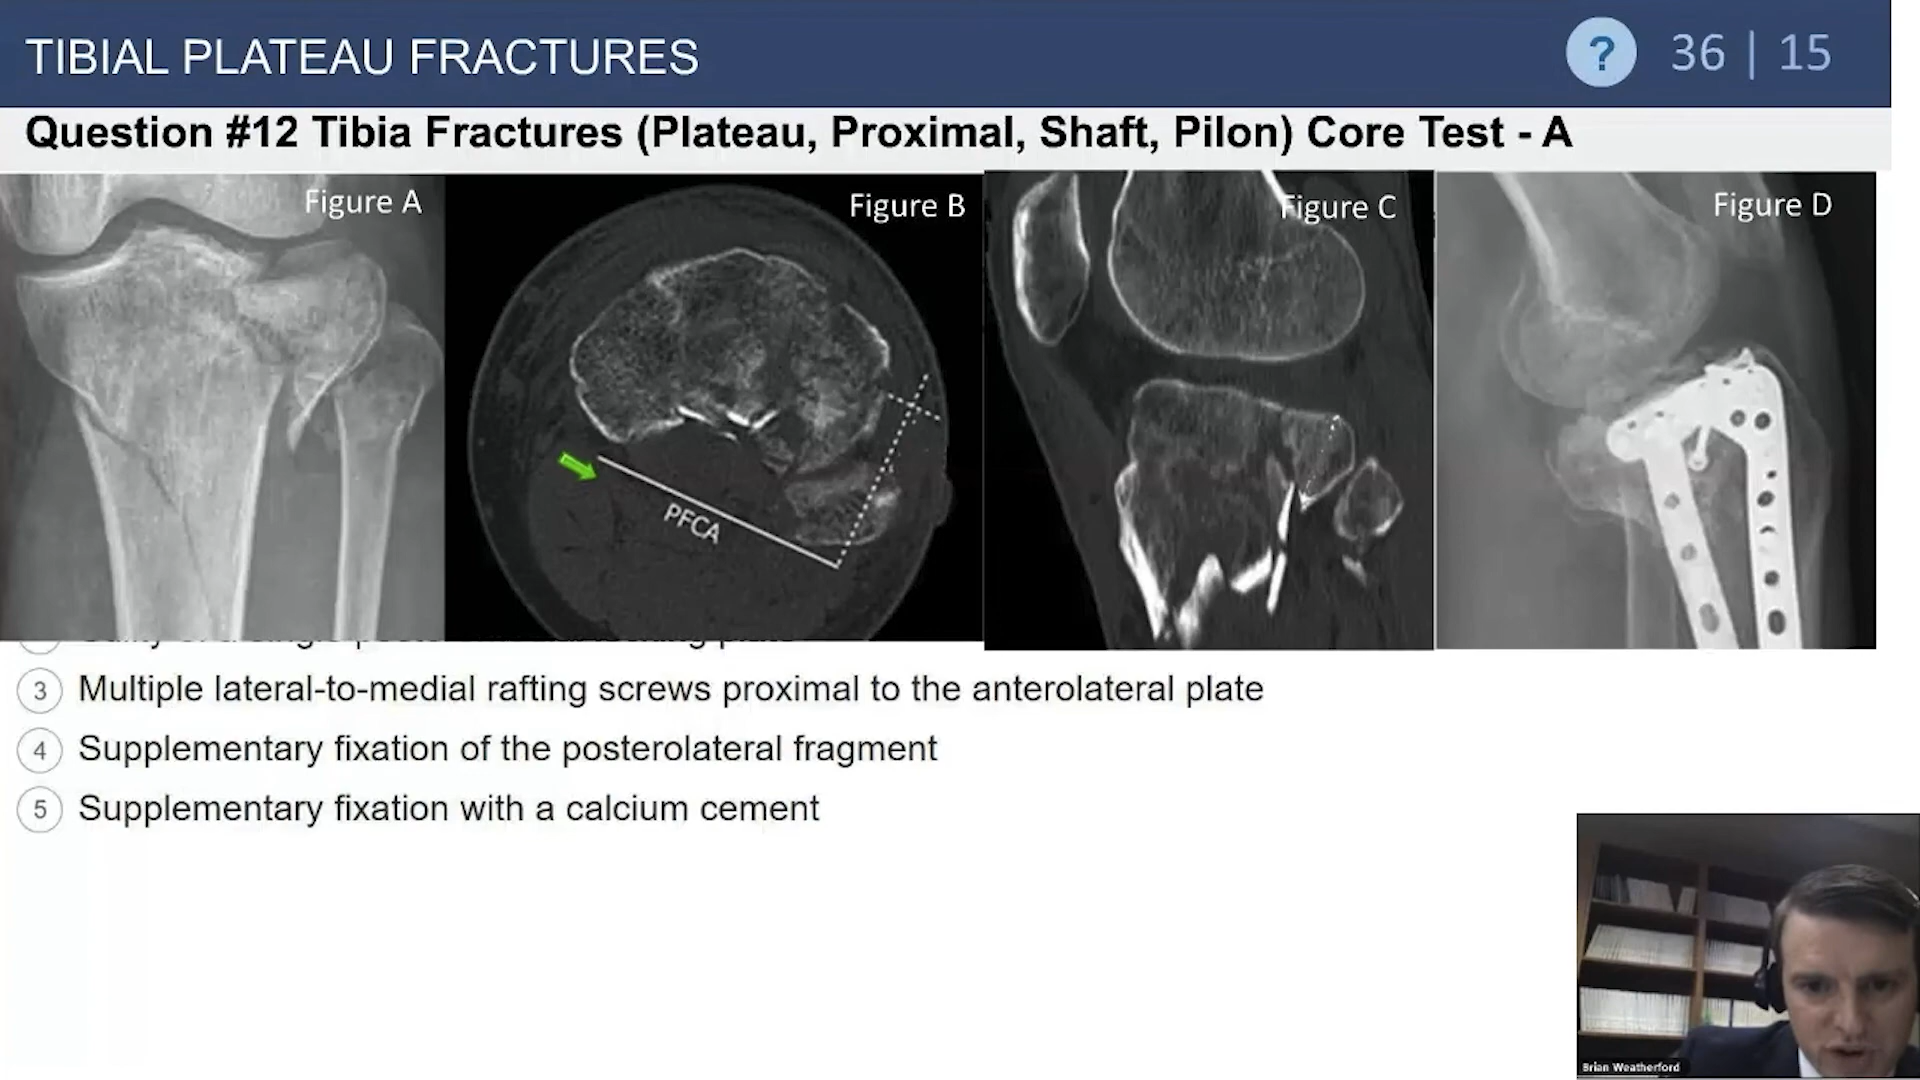 TIBIAL PLATEAU FRACTURES
? 36 | 15
Question #12 Tibia Fractures (Plateau, Proximal, Shaft, Pilon) Core Test - A
Figure A
Figure B
Figure C
Figure D
PFCA
3 Multiple lateral-to-medial rafting screws proximal to the anterolateral plate
4 Supplementary fixation of the posterolateral fragment
5 Supplementary fixation with a calcium cement
Brian Weatherford